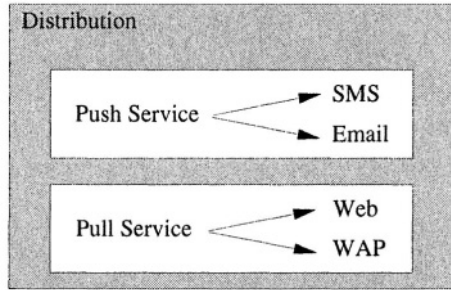 Distribution
SMS
Push Service
Email
Web
Pull Service
WAP